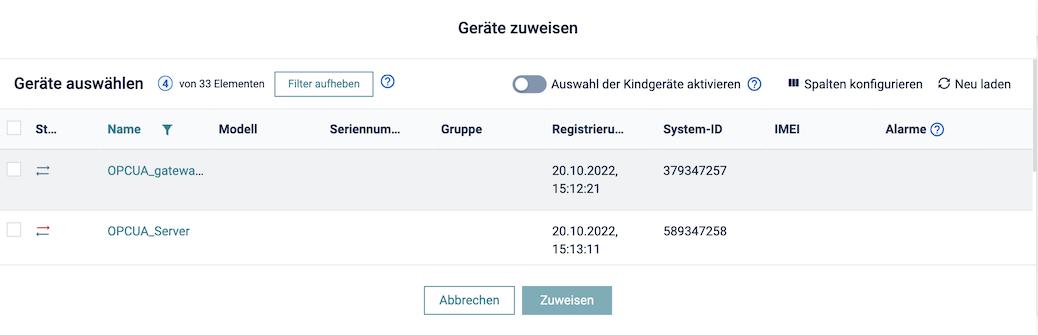 Geräte zuweisen
Geräte auswählen 4 von 33 Elementen Filter aufheben ? Auswahl der Kindgeräte aktivieren ? Spalten konfigurieren Neu laden
St... Name Modell Seriennum... Gruppe Registrieru... System-ID IMEI Alarme ?
OPCUA_gatewa... 20.10.2022, 379347257
15:12:21
OPCUA_Server 20.10.2022, 589347258
15:13:11
Abbrechen Zuweisen